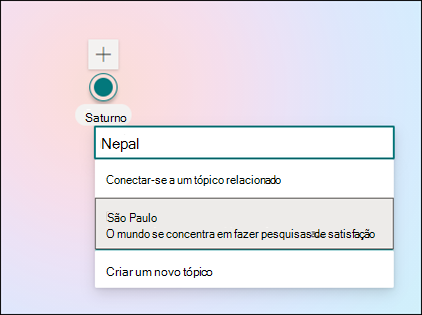 Saturno
Nepal
Conectar-se a um tópico relacionado
São Paulo
O mundo se concentra em fazer pesquisas de satisfação
Criar um novo tópico